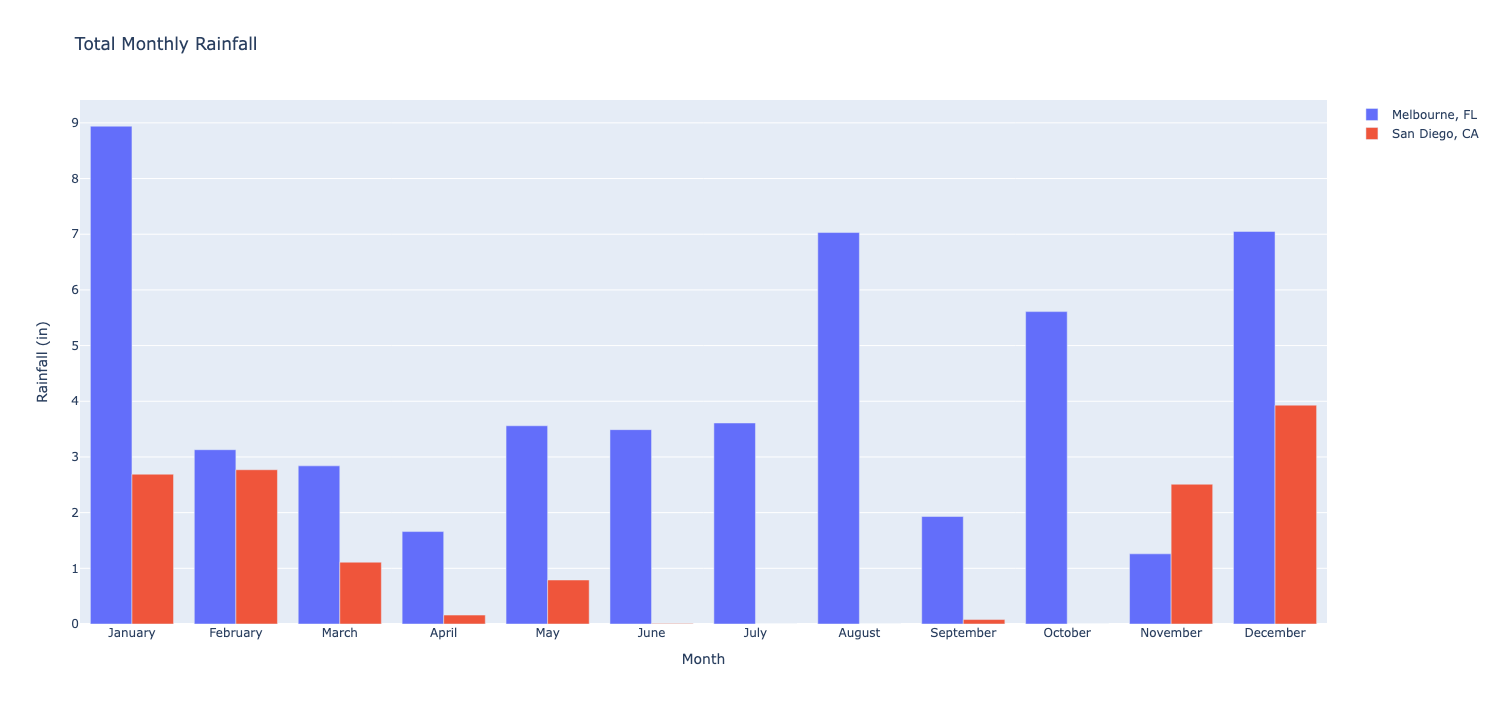 Total Monthly Rainfall
Melbourne, FL
San Diego, CA
9
8
7
6
5
4
3
2
1
0
Rainfall (in)
January February March April May June July August September October November December
Month